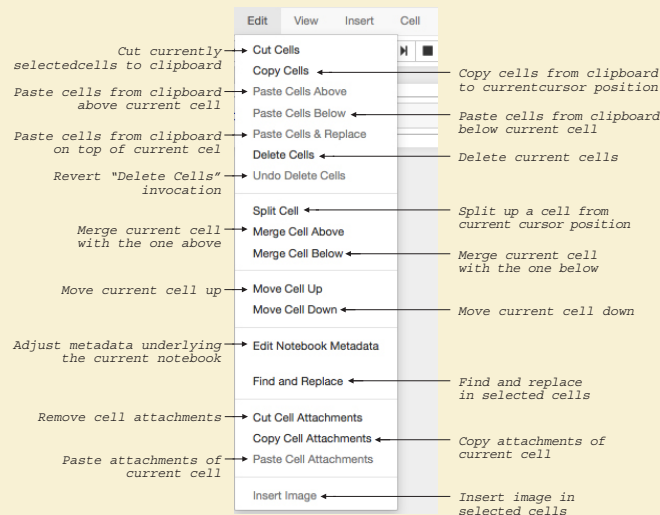 Edit View Insert Cell
Cut currently
selectedcells to clipboard
Cut Cells
Copy Cells
Copy cells from clipboard
to currentcursor position
Paste cells from clipboard
above current cell
Paste Cells Above
Paste Cells Below
Paste cells from clipboard
below current cell
Paste cells from clipboard
on top of current cel
Paste Cells & Replace
Delete Cells
Delete current cells
Revert “Delete Cells”
invocation
Undo Delete Cells
Split Cell
Split up a cell from
current cursor position
Merge current cell
with the one above
Merge Cell Above
Merge Cell Below
Merge current cell
with the one below
Move current cell up
Move Cell Up
Move Cell Down
Move current cell down
Adjust metadata underlying
the current notebook
Edit Notebook Metadata
Find and Replace
Find and replace
in selected cells
Remove cell attachments
Cut Cell Attachments
Copy Cell Attachments
Copy attachments of
current cell
Paste attachments of
current cell
Paste Cell Attachments
Insert Image
Insert image in
selected cells